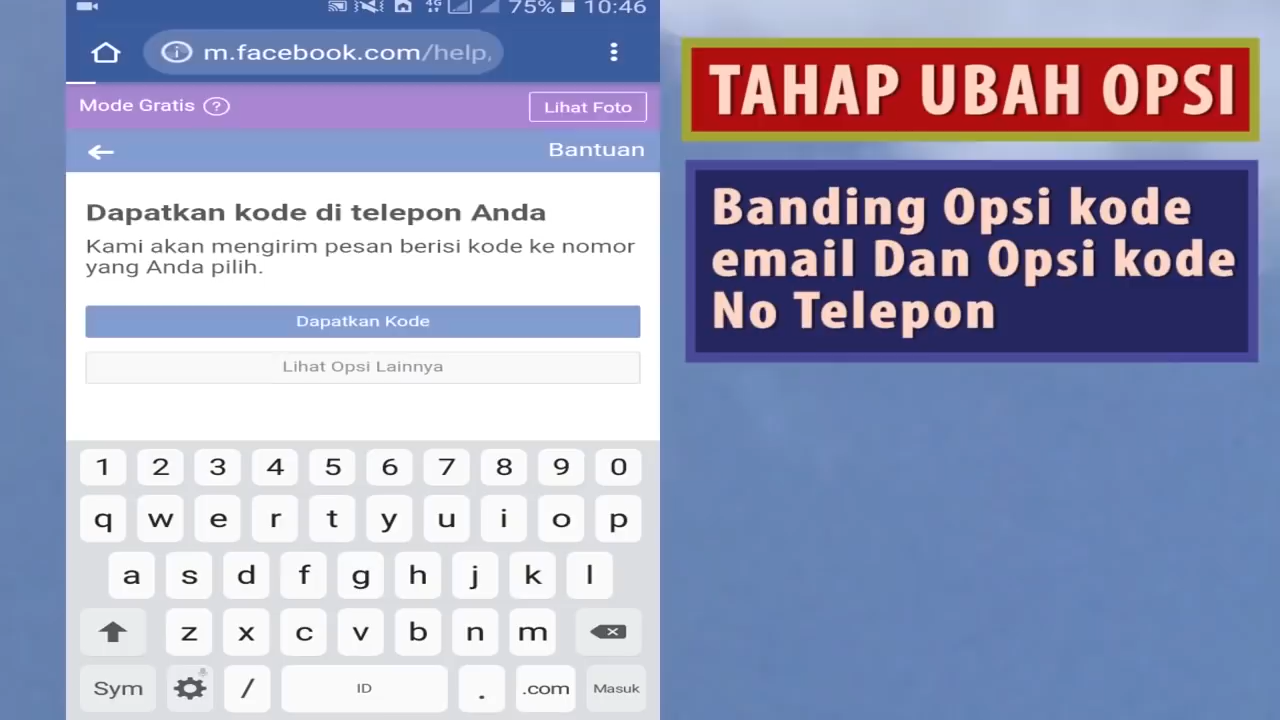 75% 10:46
m.facebook.com/help,
Mode Gratis ?
Lihat Foto
Bantuan
Dapatkan kode di telepon Anda
Kami akan mengirim pesan berisi kode ke nomor
yang Anda pilih.
Dapatkan Kode
Lihat Opsi Lainnya
1 2 3 4 5 6 7 8 9 0
q w e r t y u i o p
a s d f g h j k l
z x c v b n m
Sym / ID . .com Masuk
TAHAP UBAH OPSI
Banding Opsi kode
email Dan Opsi kode
No Telepon